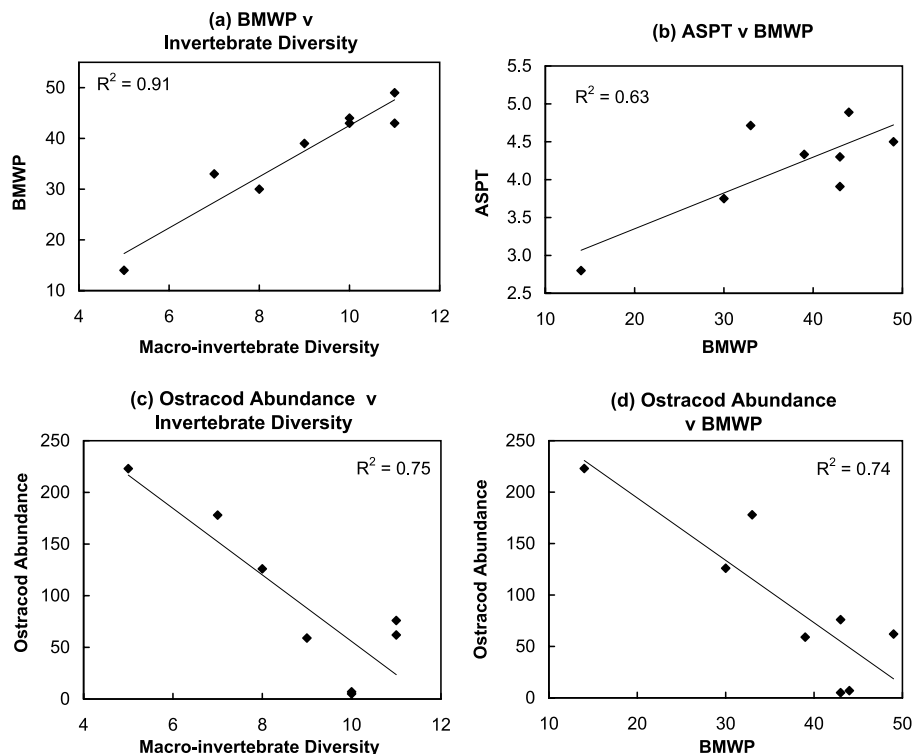 (a) BMWP v
Invertebrate Diversity
R² = 0.91
BMWP
50
40
30
20
10
4 6 8 10 12
Macro-invertebrate Diversity
(b) ASPT v BMWP
R² = 0.63
ASPT
5.5
5.0
4.5
4.0
3.5
3.0
2.5
10 20 30 40 50
BMWP
(c) Ostracod Abundance v
Invertebrate Diversity
R² = 0.75
Ostracod Abundance
250
200
150
100
50
0
4 6 8 10 12
Macro-invertebrate Diversity
(d) Ostracod Abundance
v BMWP
R² = 0.74
Ostracod Abundance
250
200
150
100
50
0
10 20 30 40 50
BMWP